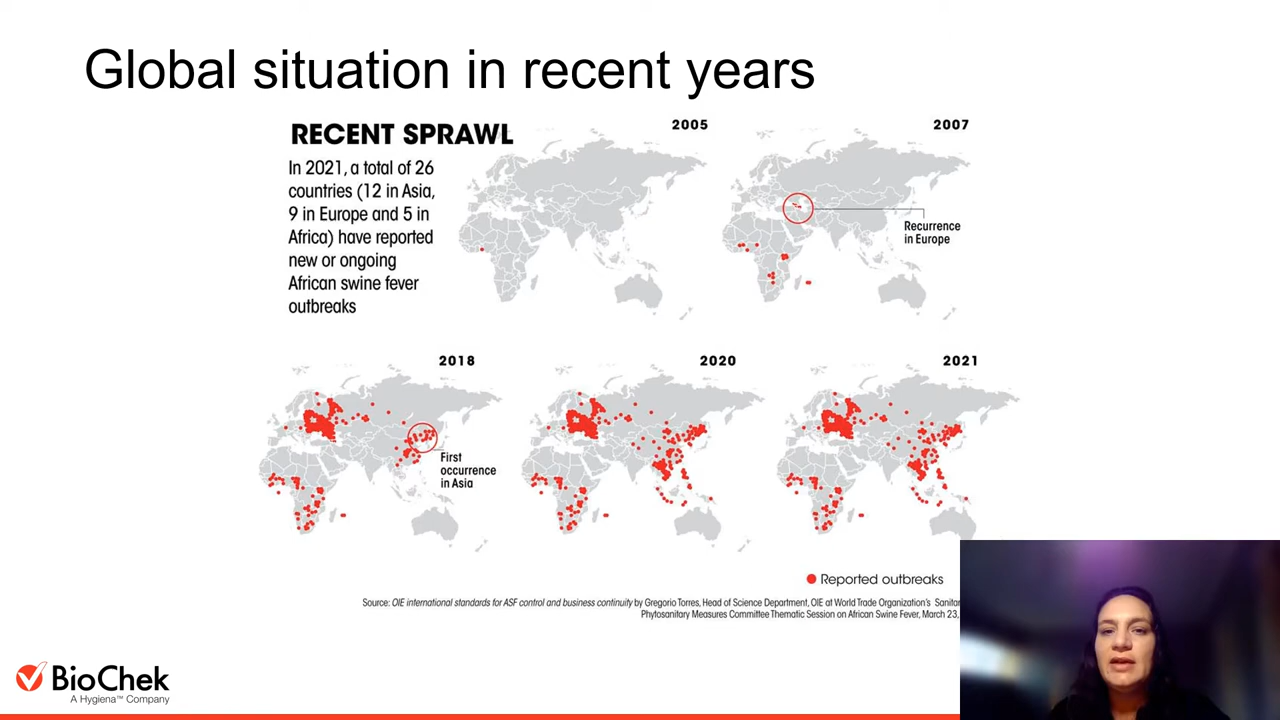 Global situation in recent years
RECENT SPRAWL
In 2021, a total of 26
countries (12 in Asia,
9 in Europe and 5 in
Africa) have reported
new or ongoing
African swine fever
outbreaks
2005
2007
Recurrence
in Europe
2018
First
occurrence
in Asia
2020
2021
Reported outbreaks
Source: OIE international standards for ASF control and business continuity by Gregorio Torres, Head of Science Department, OIE at World Trade Organization's
Phytosanitary Measures Committee Thematic Session on African Swine Fever, March 23,
BioChek
A Hygiena™ Company